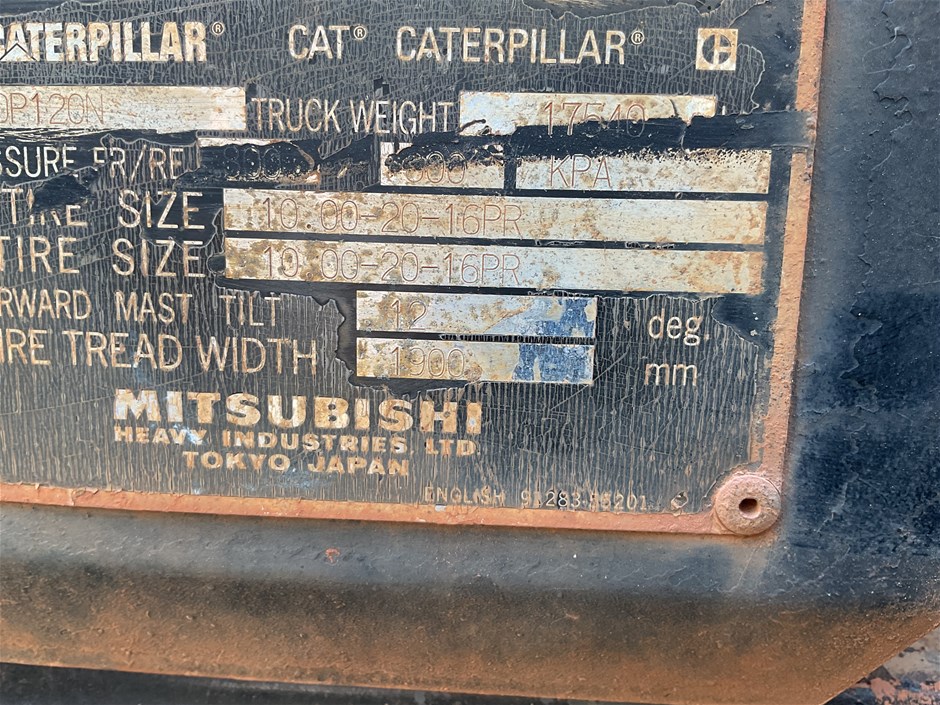 CATERPILLAR® CAT® CATERPILLAR®
DP120N TRUCK WEIGHT 17540
SSURE FR/RE 800 KPA
TIRE SIZE 10.00-20-16PR
TIRE SIZE 10.00-20-16PR
RWARD MAST TILT 12 deg.
IRE TREAD WIDTH 1900 mm
MITSUBISHI
HEAVY INDUSTRIES, LTD.
TOKYO, JAPAN
ENGLISH